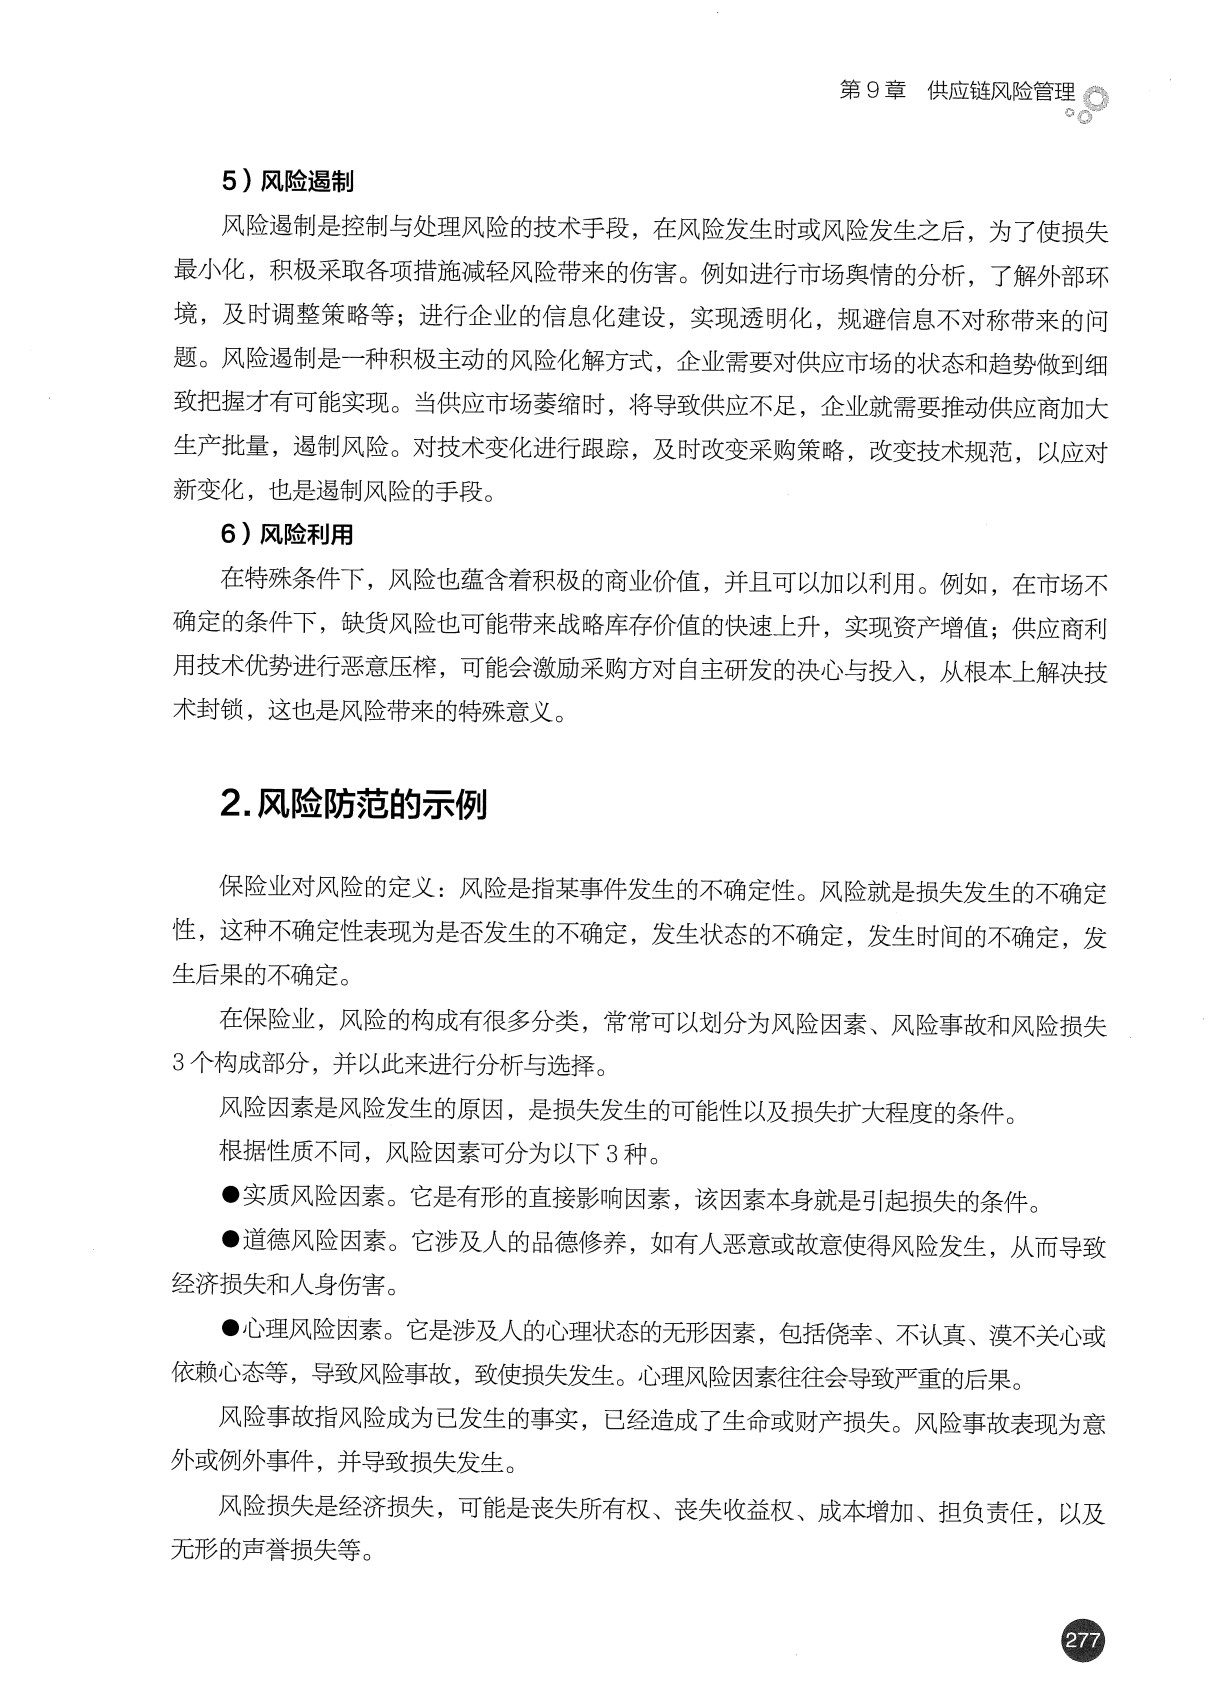 第9章 供应链风险管理
5）风险遏制
风险遏制是控制与处理风险的技术手段，在风险发生时或风险发生之后，为了使损失
最小化，积极采取各项措施减轻风险带来的伤害。例如进行市场舆情的分析，了解外部环
境，及时调整策略等；进行企业的信息化建设，实现透明化，规避信息不对称带来的问
题。风险遏制是一种积极主动的风险化解方式，企业需要对供应市场的状态和趋势做到细
致把握才有可能实现。当供应市场萎缩时，将导致供应不足，企业就需要推动供应商加大
生产批量，遏制风险。对技术变化进行跟踪，及时改变采购策略，改变技术规范，以应对
新变化，也是遏制风险的手段。
6）风险利用
在特殊条件下，风险也蕴含着积极的商业价值，并且可以加以利用。例如，在市场不
确定的条件下，缺货风险也可能带来战略库存价值的快速上升，实现资产增值；供应商利
用技术优势进行恶意压榨，可能会激励采购方对自主研发的决心与投入，从根本上解决技
术封锁，这也是风险带来的特殊意义。
2.风险防范的示例
保险业对风险的定义：风险是指某事件发生的不确定性。风险就是损失发生的不确定
性，这种不确定性表现为是否发生的不确定，发生状态的不确定，发生时间的不确定，发
生后果的不确定。
在保险业，风险的构成有很多分类，常常可以划分为风险因素、风险事故和风险损失
3个构成部分，并以此来进行分析与选择。
风险因素是风险发生的原因，是损失发生的可能性以及损失扩大程度的条件。
根据性质不同，风险因素可分为以下3种。
●实质风险因素。它是有形的直接影响因素，该因素本身就是引起损失的条件。
●道德风险因素。它涉及人的品德修养，如有人恶意或故意使得风险发生，从而导致
经济损失和人身伤害。
●心理风险因素。它是涉及人的心理状态的无形因素，包括侥幸、不认真、漠不关心或
依赖心态等，导致风险事故，致使损失发生。心理风险因素往往会导致严重的后果。
风险事故指风险成为已发生的事实，已经造成了生命或财产损失。风险事故表现为意
外或例外事件，并导致损失发生。
风险损失是经济损失，可能是丧失所有权、丧失收益权、成本增加、担负责任，以及
无形的声誉损失等。
277